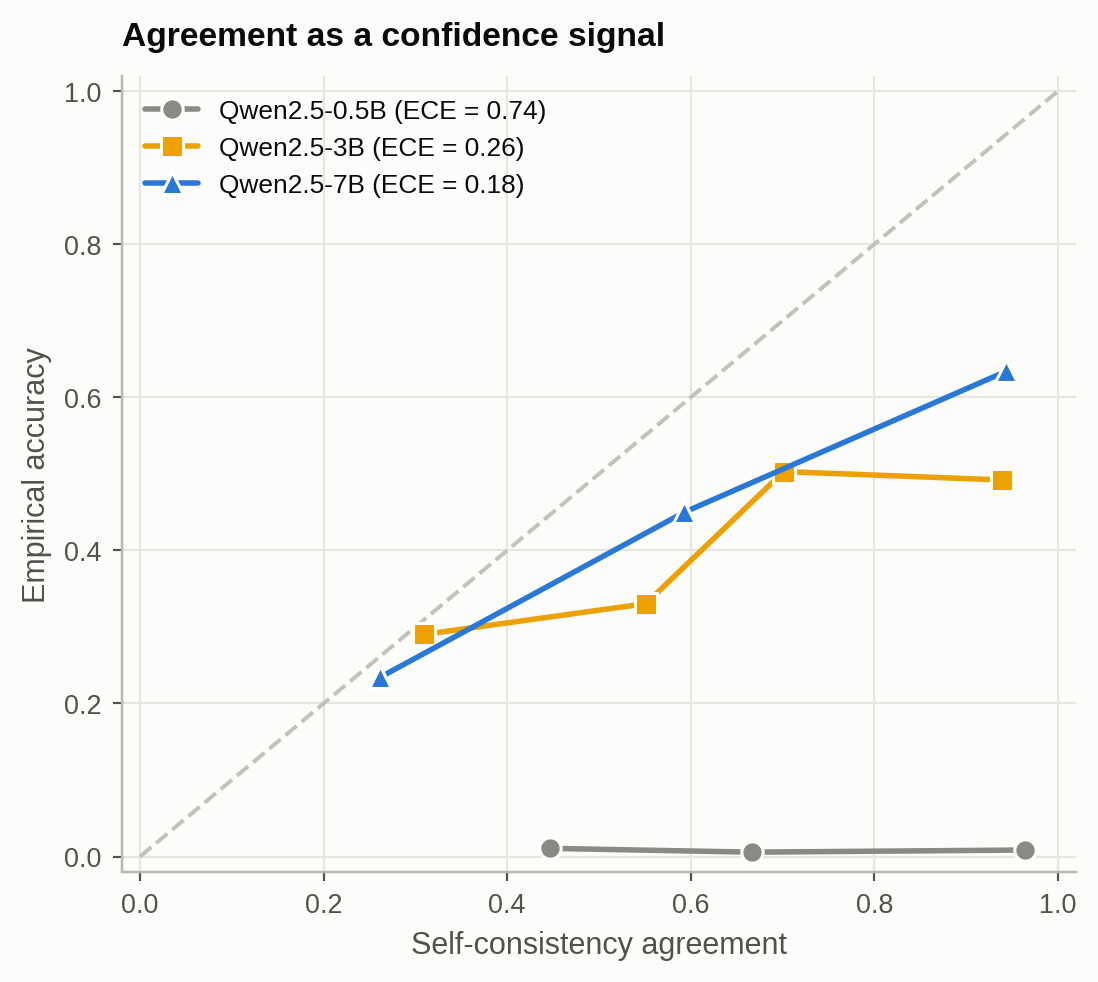 Agreement as a confidence signal
1.0
0.8
0.6
0.4
0.2
0.0
Empirical accuracy
Qwen2.5-0.5B (ECE = 0.74)
Qwen2.5-3B (ECE = 0.26)
Qwen2.5-7B (ECE = 0.18)
0.0 0.2 0.4 0.6 0.8 1.0
Self-consistency agreement